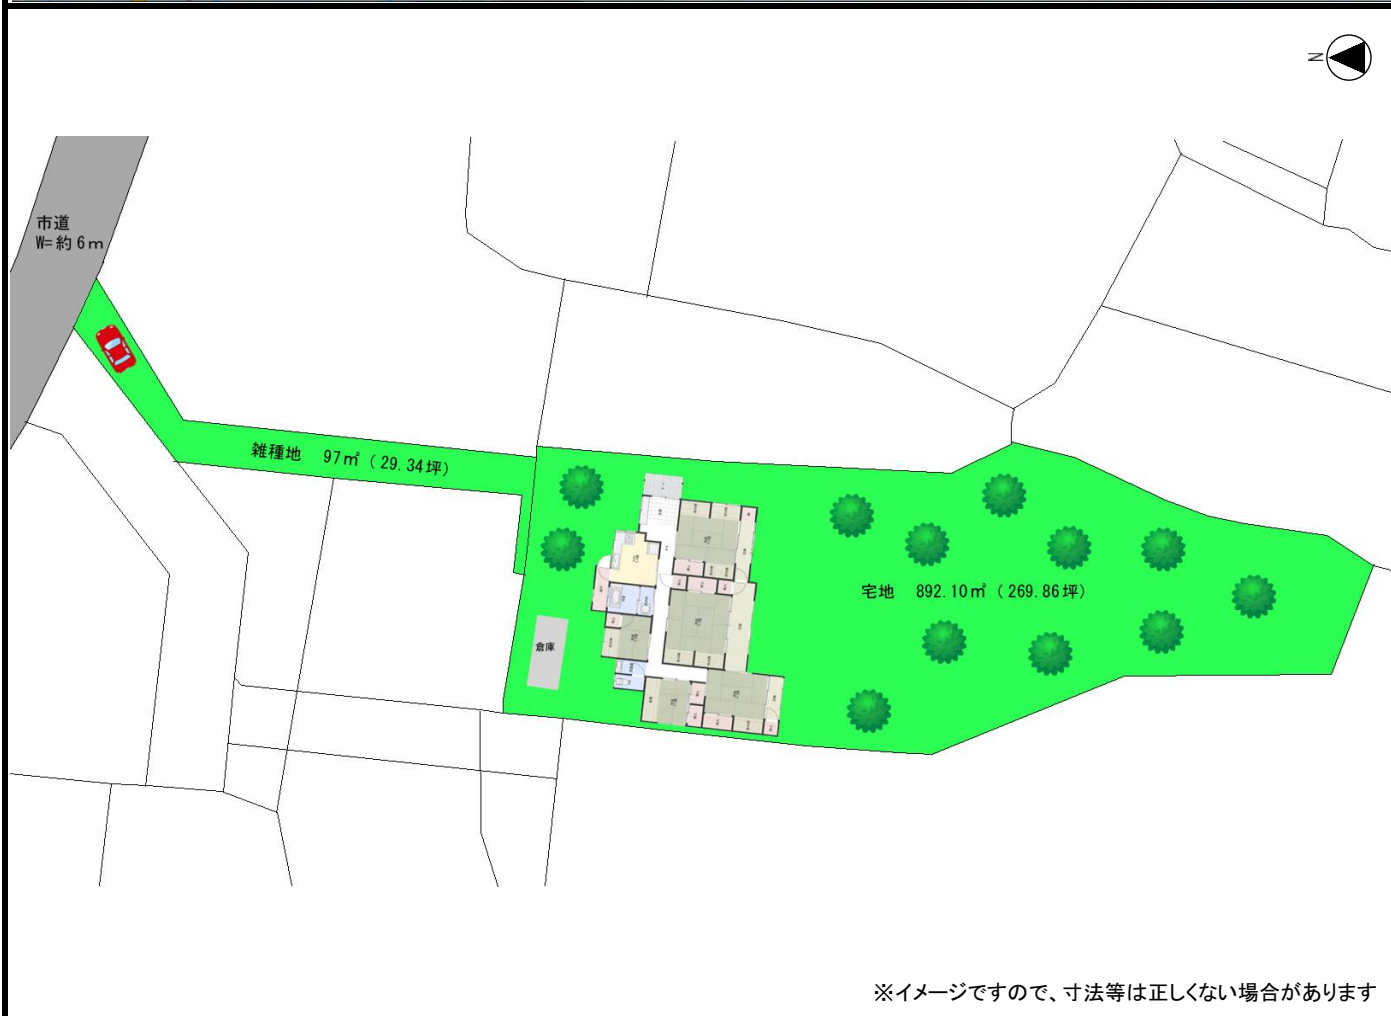 N
市道
W=約6m
雑種地 97㎡(29.34坪)
宅地 892.10㎡(269.86坪)
倉庫
※イメージですので、寸法等は正しくない場合があります